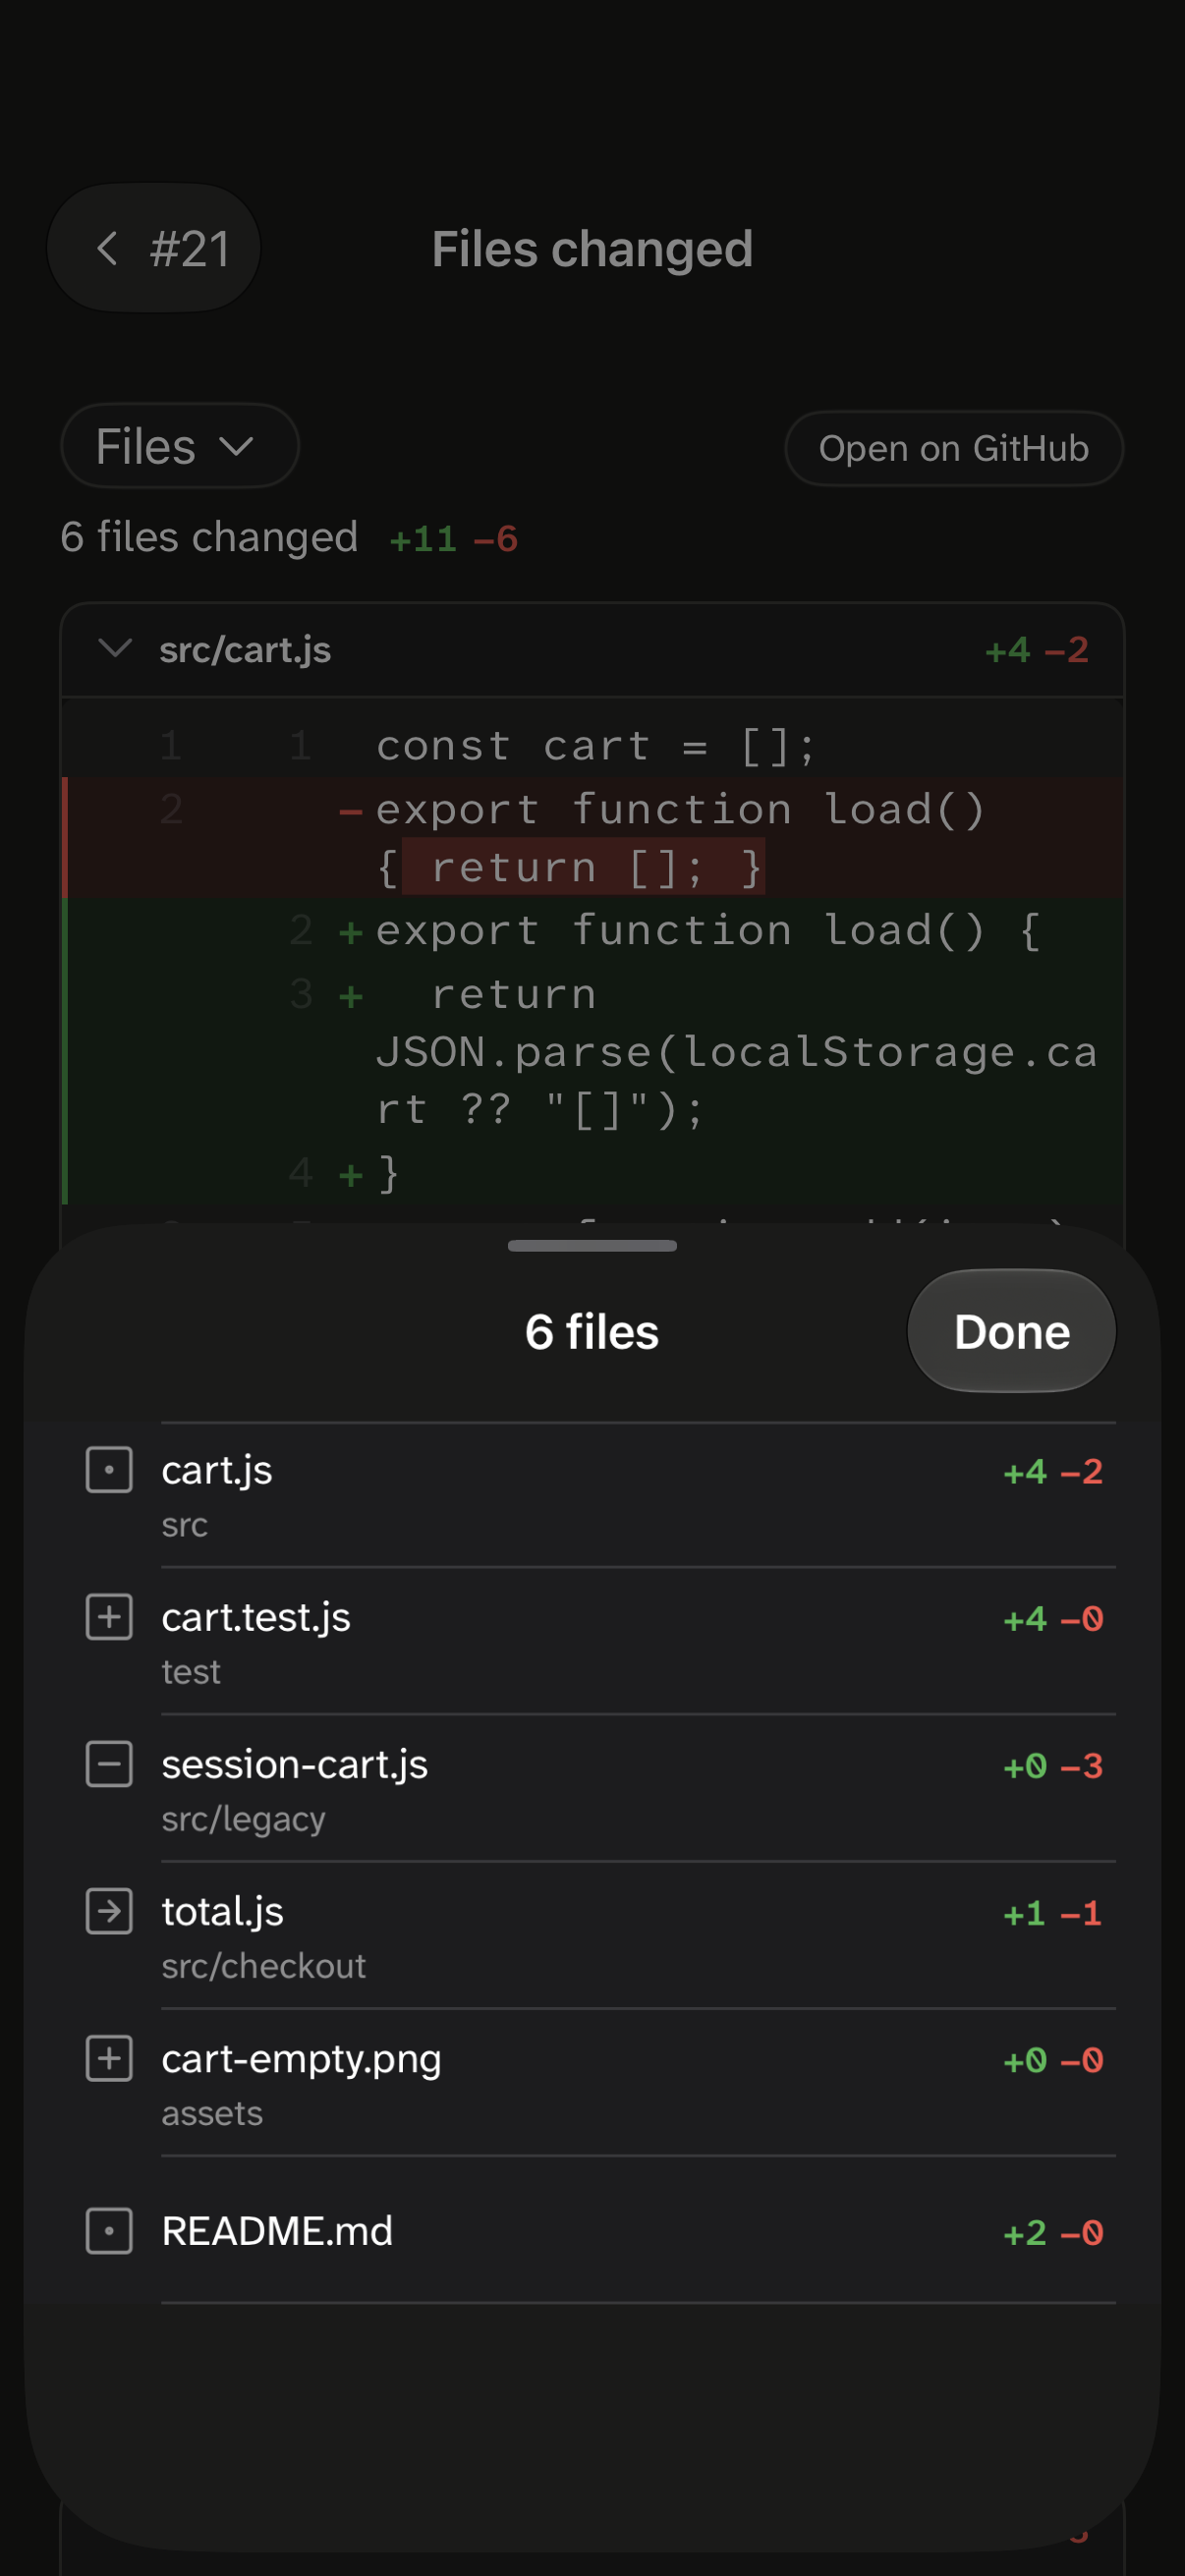 #21
Files changed
Files
Open on GitHub
6 files changed +11 −6
src/cart.js +4 −2
1 1 const cart = [];
2 −export function load()
{ return []; }
2 +export function load() {
3 + return
JSON.parse(localStorage.ca
rt ?? "[]");
4 +}
6 files
Done
cart.js +4 −2
src
cart.test.js +4 −0
test
session-cart.js +0 −3
src/legacy
total.js +1 −1
src/checkout
cart-empty.png +0 −0
assets
README.md +2 −0